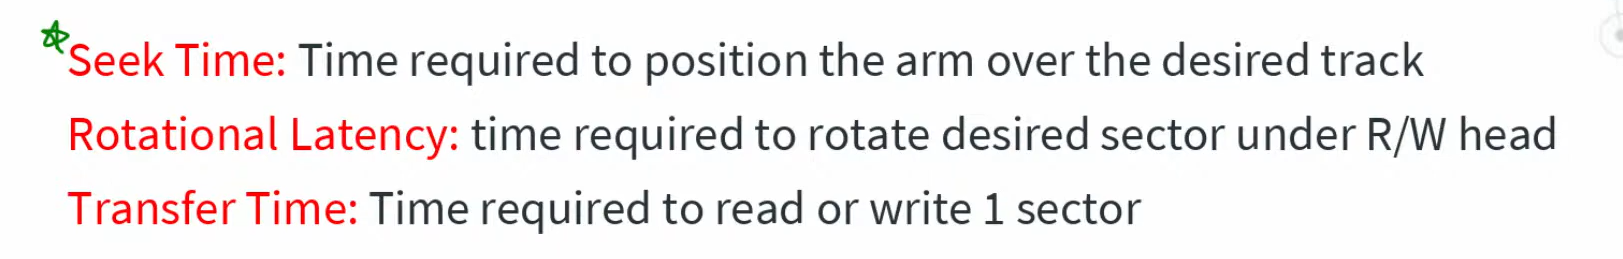 Seek Time: Time required to position the arm over the desired track
Rotational Latency: time required to rotate desired sector under R/W head
Transfer Time: Time required to read or write 1 sector